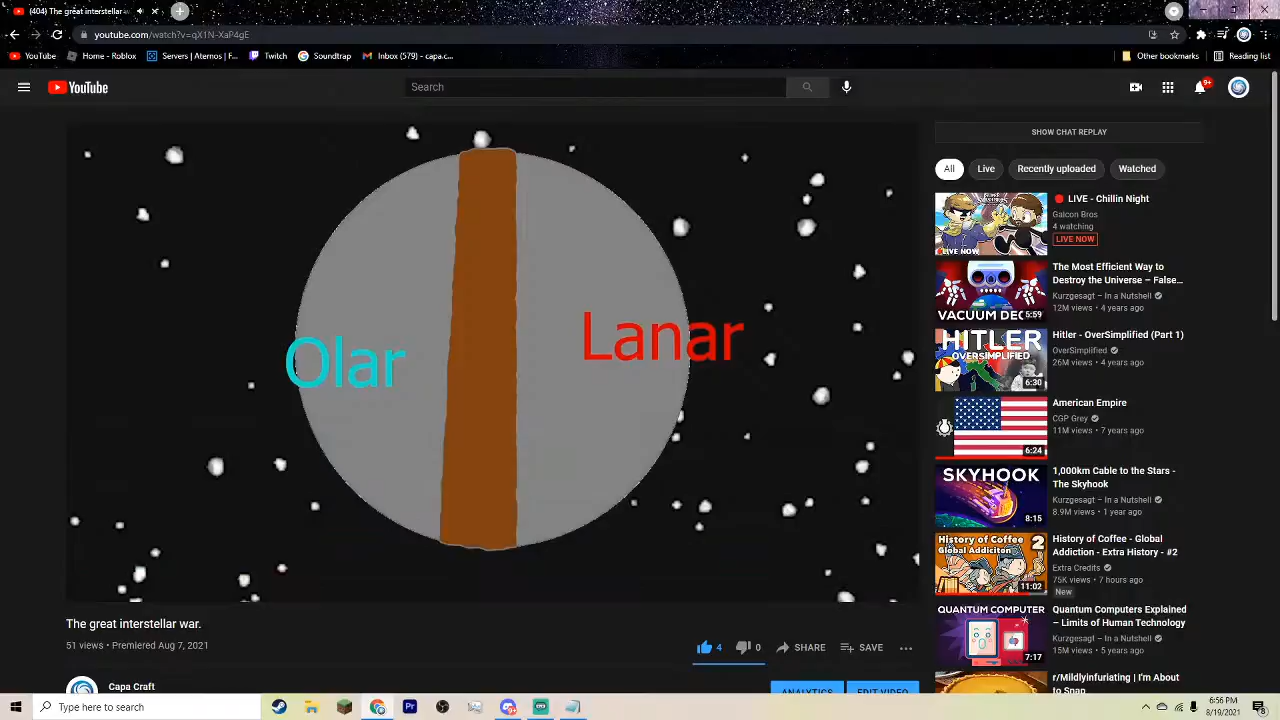 (404) The great interstellar w
youtube.com/watch?v=qX1N-XaP4gE
YouTube
Home - Roblox
Servers | Aternos | F...
Twitch
Soundtrap
Inbox (579) - capa.c...
Other bookmarks
Reading list
YouTube
Search
9+
SHOW CHAT REPLAY
All
Live
Recently uploaded
Watched
Olar
Lanar
LIVE - Chillin Night
Galcon Bros
4 watching
LIVE NOW
LIVE NOW
The Most Efficient Way to
Destroy the Universe – False...
Kurzgesagt – In a Nutshell
12M views • 4 years ago
VACUUM DEC
5:59
Hitler - OverSimplified (Part 1)
OverSimplified
26M views • 4 years ago
HITLER
OVERSIMPLIFIED
6:30
American Empire
CGP Grey
11M views • 7 years ago
6:24
1,000km Cable to the Stars -
The Skyhook
Kurzgesagt – In a Nutshell
8.9M views • 1 year ago
SKYHOOK
8:15
History of Coffee - Global
Addiction - Extra History - #2
Extra Credits
75K views • 7 hours ago
New
History of Coffee
Global Addiciton
2
11:02
Quantum Computers Explained
– Limits of Human Technology
Kurzgesagt – In a Nutshell
15M views • 5 years ago
QUANTUM COMPUTER
7:17
r/Mildlyinfuriating | I'm About
to Snap
The great interstellar war.
51 views • Premiered Aug 7, 2021
4
0
SHARE
SAVE
Capa Craft
ANALYTICS
EDIT VIDEO
Type here to search
Pr
6:56 PM
8/19/2021